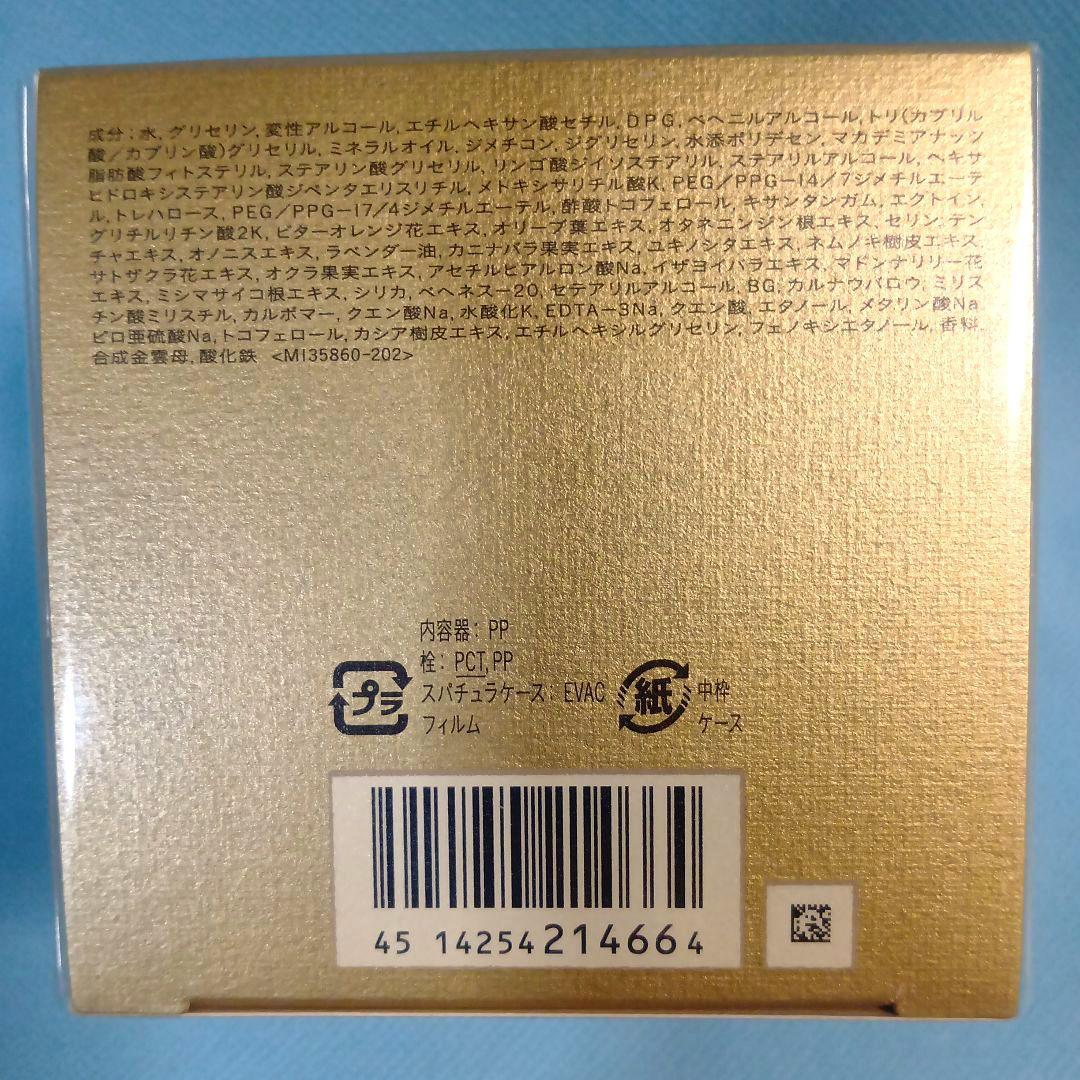 成分：水，グリセリン，変性アルコール，エチルヘキサン酸セチル，DPG，ベヘニルアルコール，トリ(カプリル
酸／カプリン酸)グリセリル，ミネラルオイル，ジメチコン，ジグリセリン，水添ポリデセン，マカデミアナッツ
脂肪酸フィトステリル，ステアリン酸グリセリル，リンゴ酸ジイソステアリル，ステアリルアルコール，ヘキサ
ヒドロキシステアリン酸ジペンタエリスリチル，メトキシサリチル酸K，PEG／PPG－14／7ジメチルエーテ
ル，トレハロース，PEG／PPG－17／4ジメチルエーテル，酢酸トコフェロール，キサンタンガム，エクトイン，
グリチルリチン酸2K，ビターオレンジ花エキス，オリーブ葉エキス，オタネニンジン根エキス，セリン，テン
チャエキス，オノニスエキス，ラベンダー油，カニナバラ果実エキス，ユキノシタエキス，ネムノキ樹皮エキス，
サトザクラ花エキス，オクラ果実エキス，アセチルヒアルロン酸Na，イザヨイバラエキス，マドンナリリー花
エキス，ミシマサイコ根エキス，シリカ，ベヘネス－20，セテアリルアルコール，BG，カルナウバロウ，ミリス
チン酸ミリスチル，カルボマー，クエン酸Na，水酸化K，EDTA－3Na，クエン酸，エタノール，メタリン酸Na，
ピロ亜硫酸Na，トコフェロール，カシア樹皮エキス，エチルヘキシルグリセリン，フェノキシエタノール，香料，
合成金雲母，酸化鉄 <MI35860-202>
内容器：PP
栓：PCT,PP
プラ スパチュラケース：EVAC
フィルム
紙 中枠
ケース
45 14254 214664